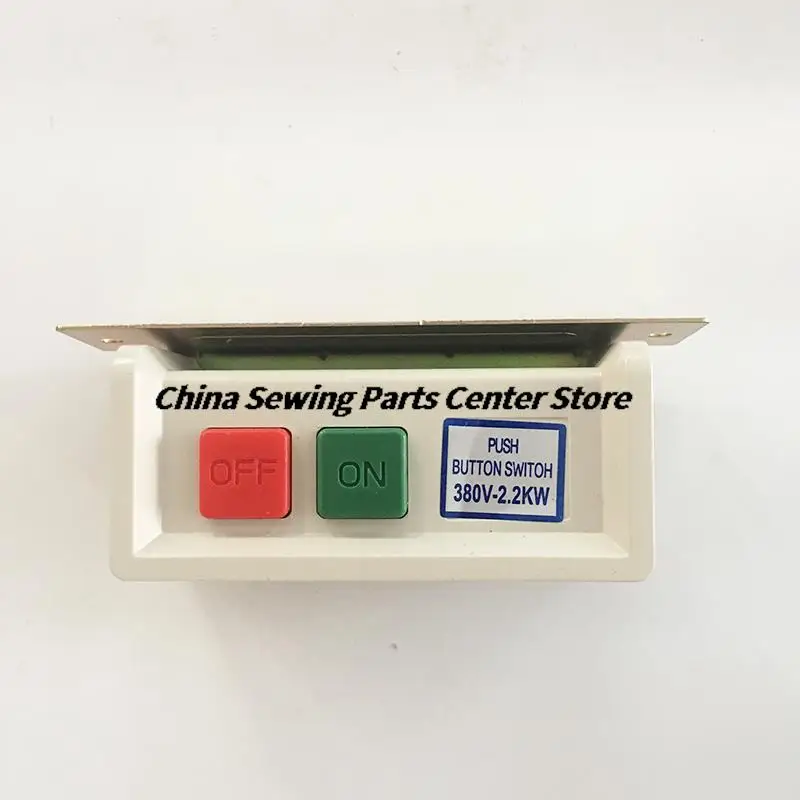 China Sewing Parts Center Store
OFF
ON
PUSH
BUTTON SWITOH
380V-2.2KW